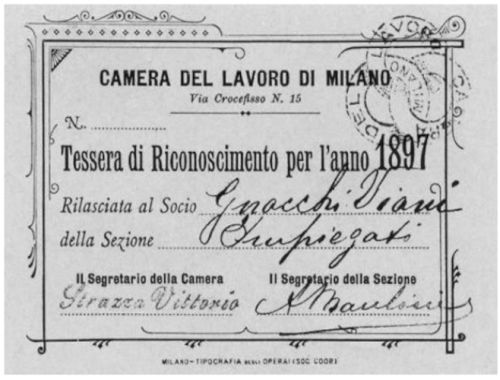 CAMERA DEL LAVORO DI MILANO
Via Crocefisso N. 15
N.
Tessera di Riconoscimento per l'anno 1897
Rilasciata al Socio Gnocchi Viani
della Sezione Impiegati
Il Segretario della Camera Il Segretario della Sezione
Strazza Vittorio
MILANO-TIPOGRAFIA DEGLI OPERAI (SOC. COOP.)